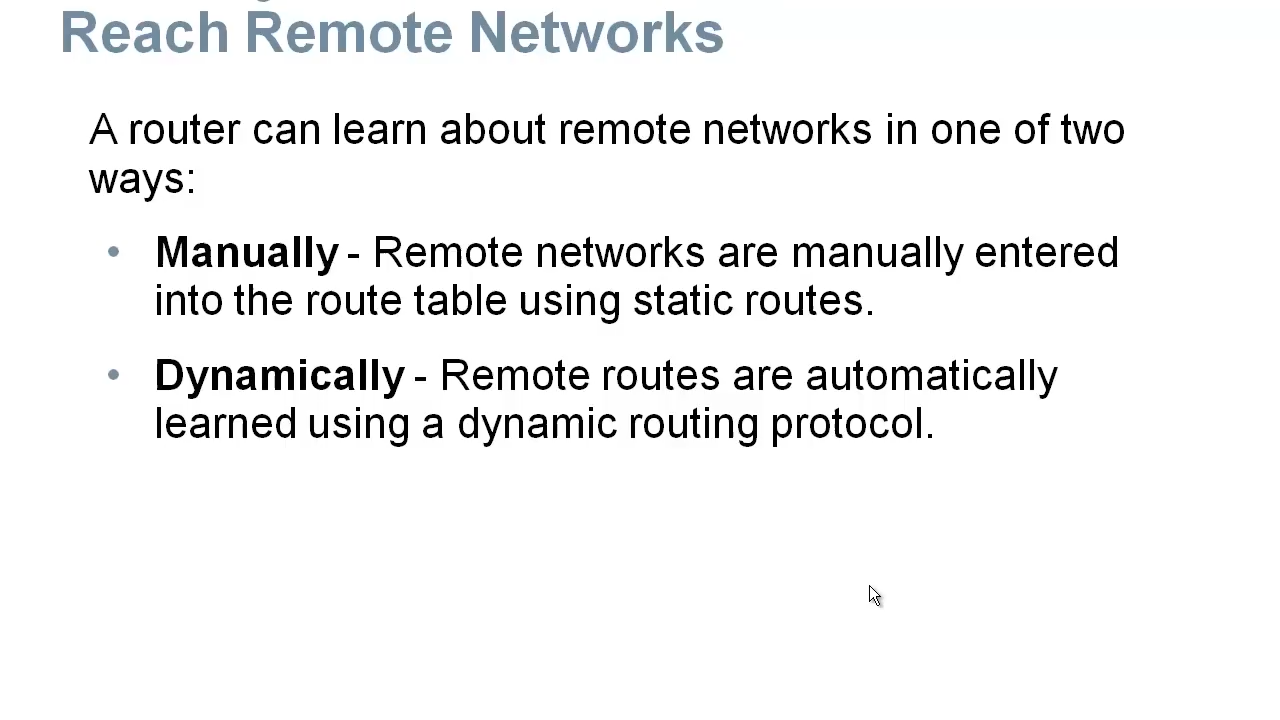 Reach Remote Networks
A router can learn about remote networks in one of two
ways:
• Manually - Remote networks are manually entered
into the route table using static routes.
• Dynamically - Remote routes are automatically
learned using a dynamic routing protocol.